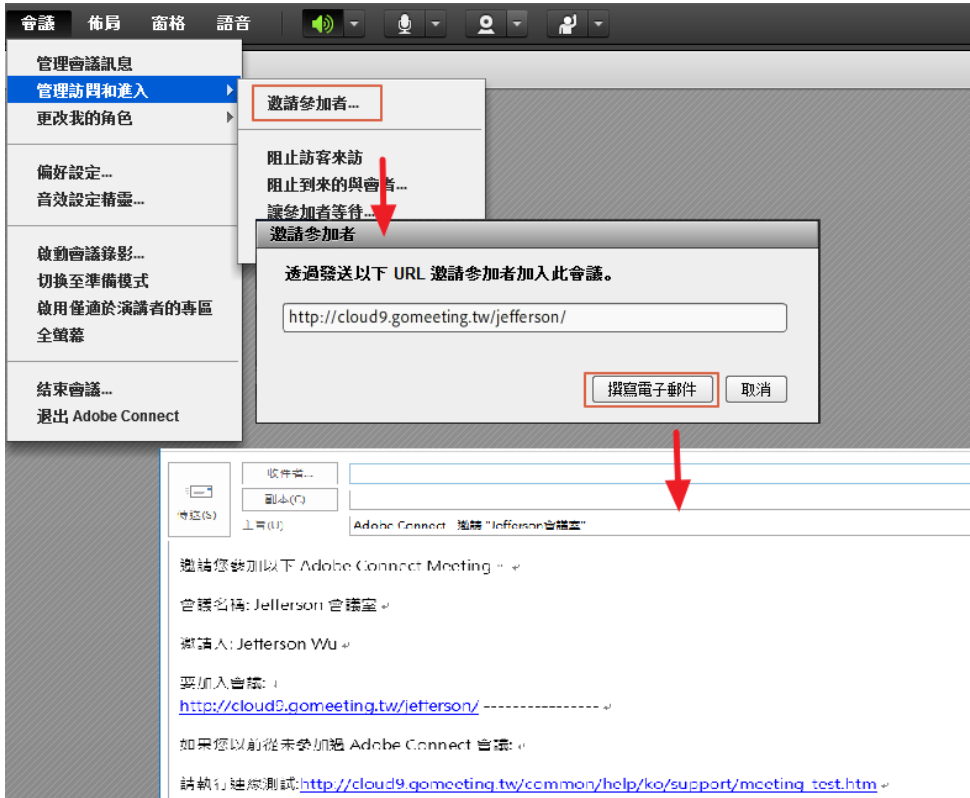 會議 佈局 窗格 語音
管理會議訊息
管理訪問和進入
更改我的角色
偏好設定...
音效設定精靈...
啟動會議錄影...
切換至準備模式
啟用僅適於演講者的專區
全螢幕
結束會議...
退出 Adobe Connect
邀請參加者...
阻止訪客來訪
阻止到來的與會者...
讓參加者等待...
邀請參加者
透過發送以下 URL 邀請參加者加入此會議。
http://cloud9.gomeeting.tw/jefferson/
撰寫電子郵件 取消
傳送(S)
收件者...
副本(C)
主旨(U) Adobe Connect - 邀請 "Jefferson會議室"
邀請您參加以下 Adobe Connect Meeting。
會議名稱: Jefferson 會議室
邀請人: Jefferson Wu
要加入會議:
http://cloud9.gomeeting.tw/jefferson/ ----------------
如果您以前從未參加過 Adobe Connect 會議:
請執行連線測試:http://cloud9.gomeeting.tw/common/help/ko/support/meeting_test.htm